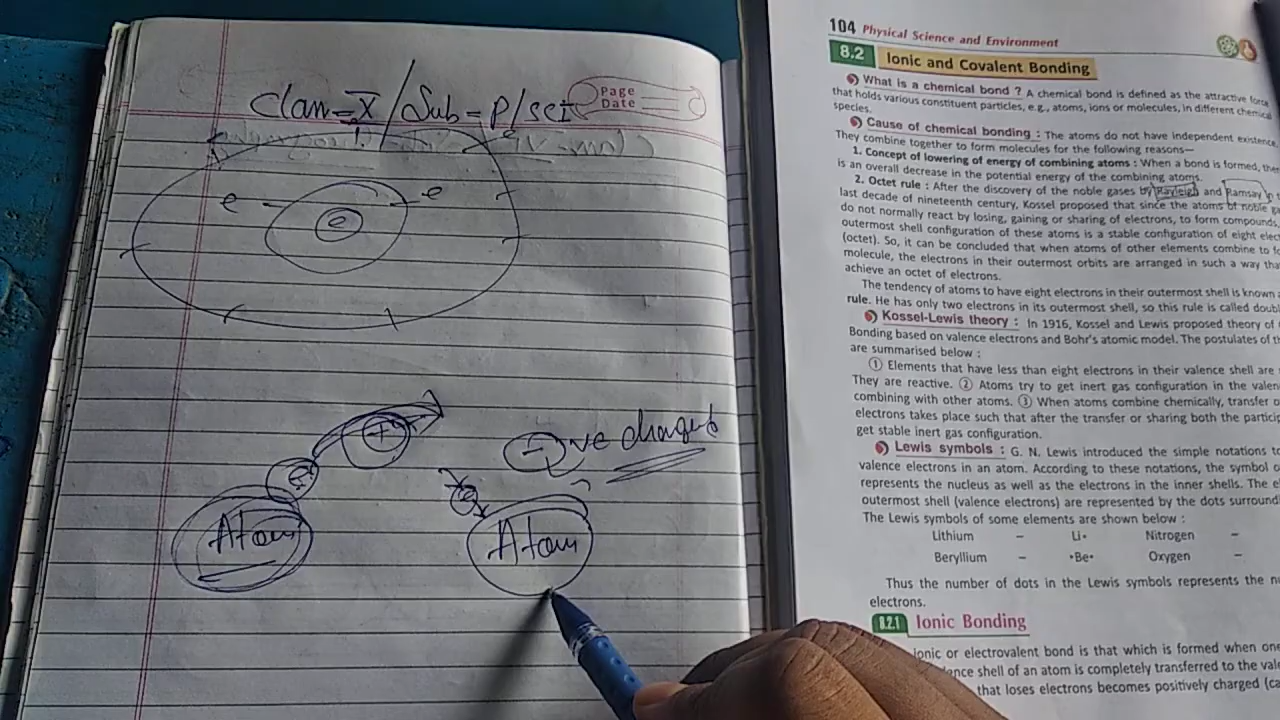 Class = X / Sub = P/sci
Page
Date
e
e
e
+
-ve charged
Atom
Atom
104 Physical Science and Environment
8.2 Ionic and Covalent Bonding
What is a chemical bond ? A chemical bond is defined as the attractive force
that holds various constituent particles, e.g., atoms, ions or molecules, in different chemical
species.
Cause of chemical bonding : The atoms do not have independent existence.
They combine together to form molecules for the following reasons—
1. Concept of lowering of energy of combining atoms : When a bond is formed, the
is an overall decrease in the potential energy of the combining atoms.
2. Octet rule : After the discovery of the noble gases by Rayleigh and Ramsay in
last decade of nineteenth century, Kossel proposed that since the atoms of noble
do not normally react by losing, gaining or sharing of electrons, to form compounds,
outermost shell configuration of these atoms is a stable configuration of eight elec
(octet). So, it can be concluded that when atoms of other elements combine to fo
molecule, the electrons in their outermost orbits are arranged in such a way tha
achieve an octet of electrons.
The tendency of atoms to have eight electrons in their outermost shell is known
rule. He has only two electrons in its outermost shell, so this rule is called doubl
Kossel-Lewis theory : In 1916, Kossel and Lewis proposed theory of
Bonding based on valence electrons and Bohr's atomic model. The postulates of t
are summarised below :
① Elements that have less than eight electrons in their valence shell are
They are reactive. ② Atoms try to get inert gas configuration in the valen
combining with other atoms. ③ When atoms combine chemically, transfer o
electrons takes place such that after the transfer or sharing both the partic
get stable inert gas configuration.
Lewis symbols : G. N. Lewis introduced the simple notations to
valence electrons in an atom. According to these notations, the symbol o
represents the nucleus as well as the electrons in the inner shells. The e
outermost shell (valence electrons) are represented by the dots surround
The Lewis symbols of some elements are shown below :
Lithium – Li• Nitrogen –
Beryllium – •Be• Oxygen –
Thus the number of dots in the Lewis symbols represents the n
electrons.
8.2.1 Ionic Bonding
Ionic or electrovalent bond is that which is formed when one
ence shell of an atom is completely transferred to the vale
that loses electrons becomes positively charged (ca